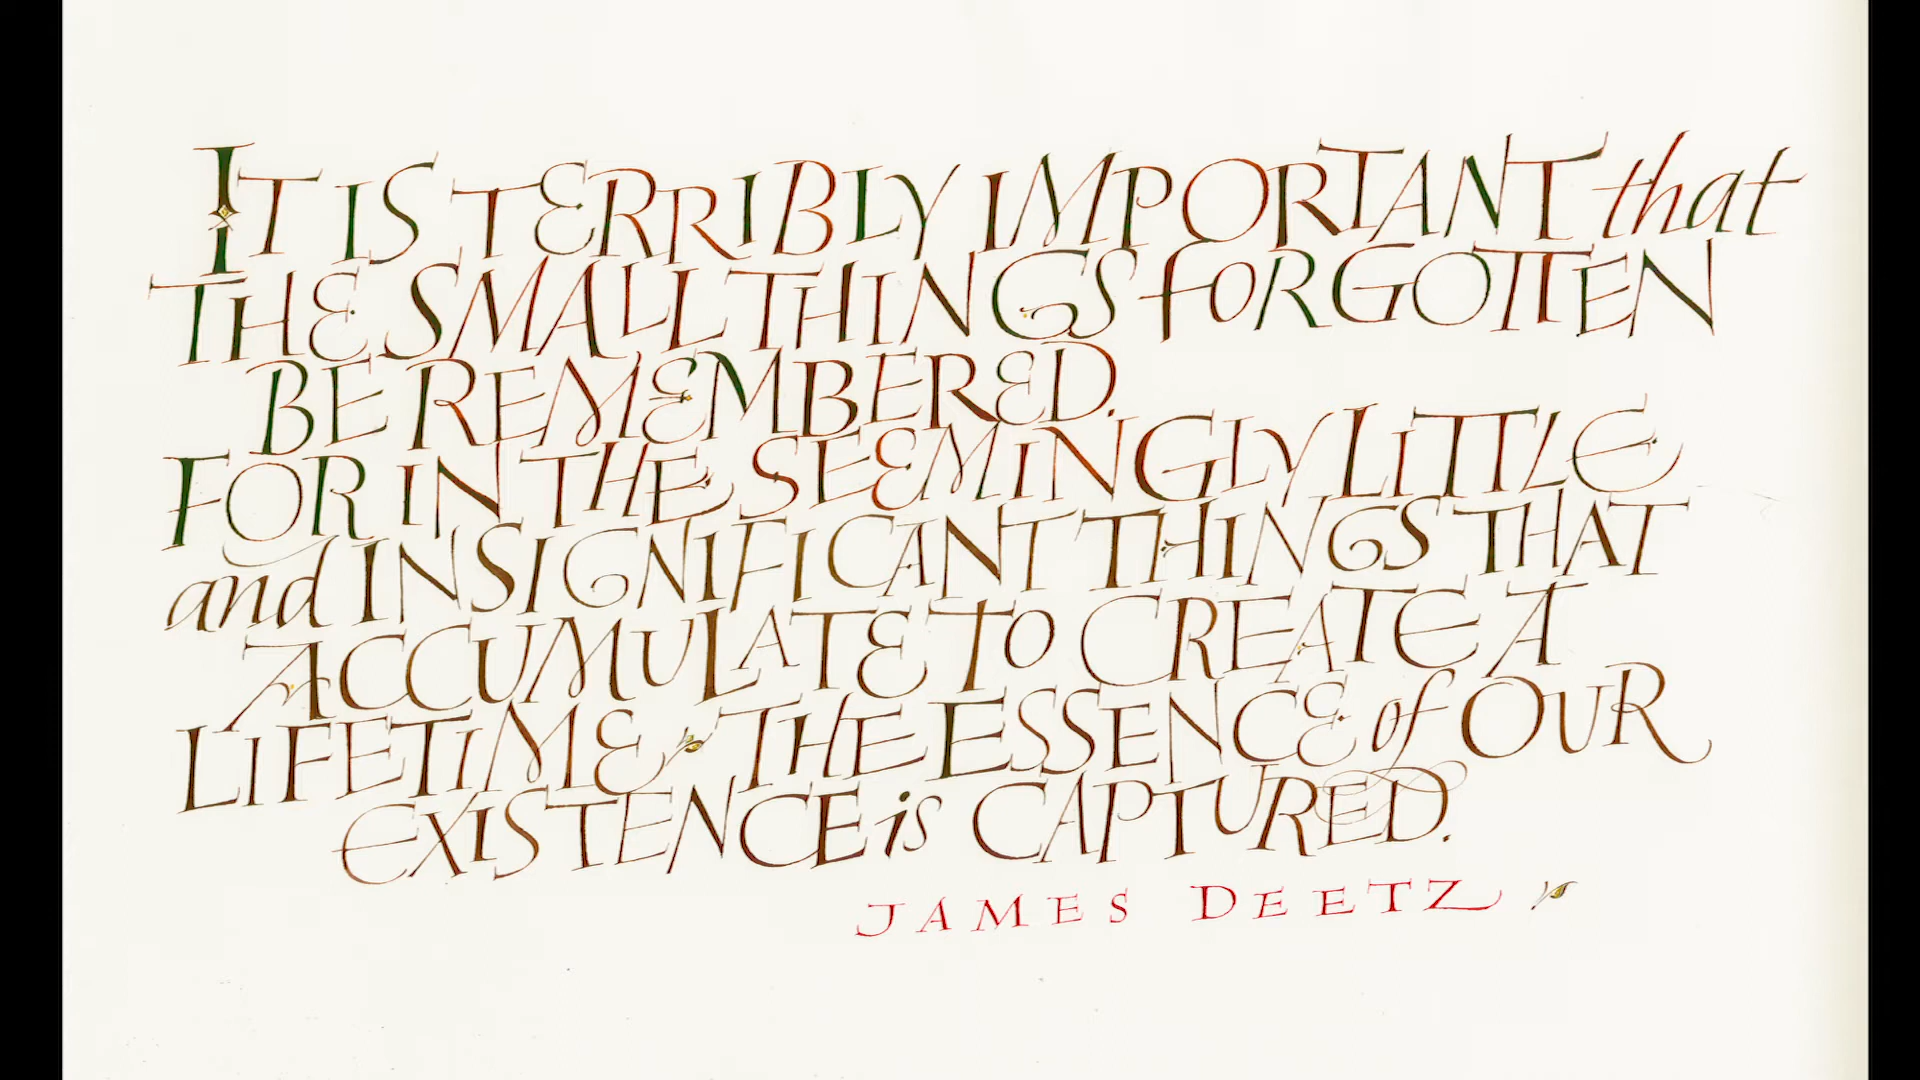 IT IS TERRIBLY IMPORTANT that
THE SMALL THINGS FORGOTTEN
BE REMEMBERED.
FOR IN THE SEEMINGLY LITTLE
and INSIGNIFICANT THINGS THAT
ACCUMULATE TO CREATE A
LIFETIME THE ESSENCE of OUR
EXISTENCE is CAPTURED.
JAMES DEETZ